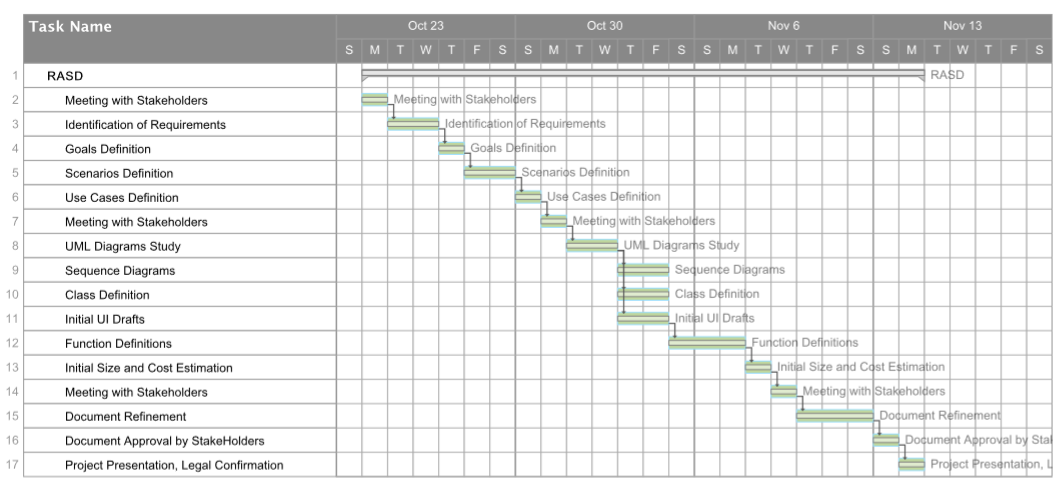 Task Name Oct 23 Oct 30 Nov 6 Nov 13
S M T W T F S S M T W T F S S M T W T F S S M T W T F S
1 RASD RASD
2 Meeting with Stakeholders Meeting with Stakeholders
3 Identification of Requirements Identification of Requirements
4 Goals Definition Goals Definition
5 Scenarios Definition Scenarios Definition
6 Use Cases Definition Use Cases Definition
7 Meeting with Stakeholders Meeting with Stakeholders
8 UML Diagrams Study UML Diagrams Study
9 Sequence Diagrams Sequence Diagrams
10 Class Definition Class Definition
11 Initial UI Drafts Initial UI Drafts
12 Function Definitions Function Definitions
13 Initial Size and Cost Estimation Initial Size and Cost Estimation
14 Meeting with Stakeholders Meeting with Stakeholders
15 Document Refinement Document Refinement
16 Document Approval by StakeHolders Document Approval by Stak
17 Project Presentation, Legal Confirmation Project Presentation, L